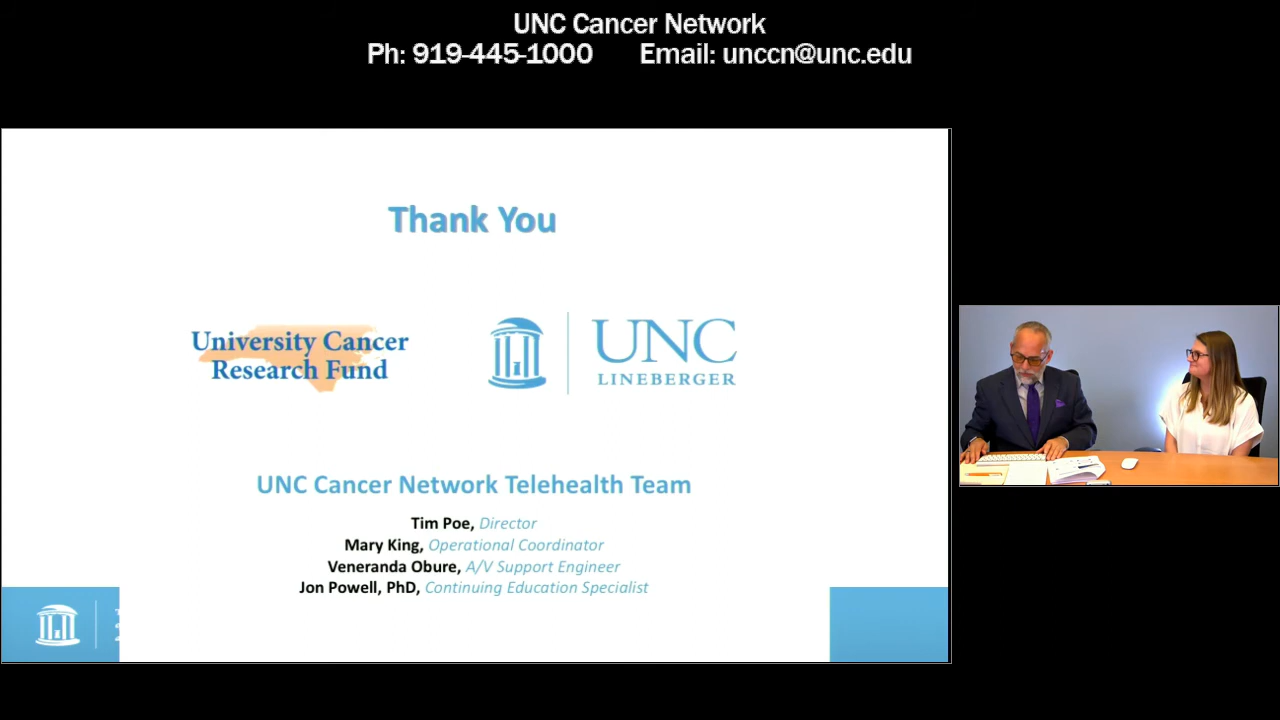 UNC Cancer Network
Ph: 919-445-1000 Email: unccn@unc.edu
Thank You
University Cancer
Research Fund
UNC
LINEBERGER
UNC Cancer Network Telehealth Team
Tim Poe, Director
Mary King, Operational Coordinator
Veneranda Obure, A/V Support Engineer
Jon Powell, PhD, Continuing Education Specialist